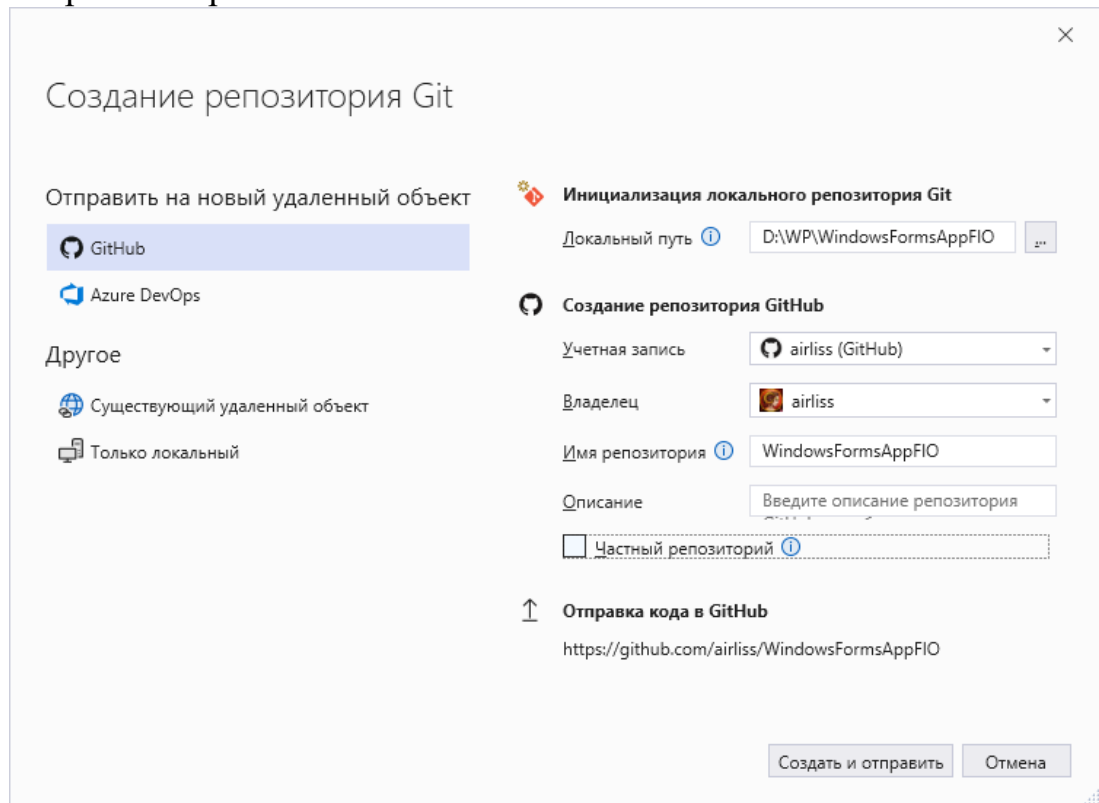 Создание репозитория Git
Отправить на новый удаленный объект
GitHub
Azure DevOps
Другое
Существующий удаленный объект
Только локальный
Инициализация локального репозитория Git
Локальный путь D:\WP\WindowsFormsAppFIO ...
Создание репозитория GitHub
Учетная запись airliss (GitHub)
Владелец airliss
Имя репозитория WindowsFormsAppFIO
Описание Введите описание репозитория
Частный репозиторий
Отправка кода в GitHub
https://github.com/airliss/WindowsFormsAppFIO
Создать и отправить Отмена